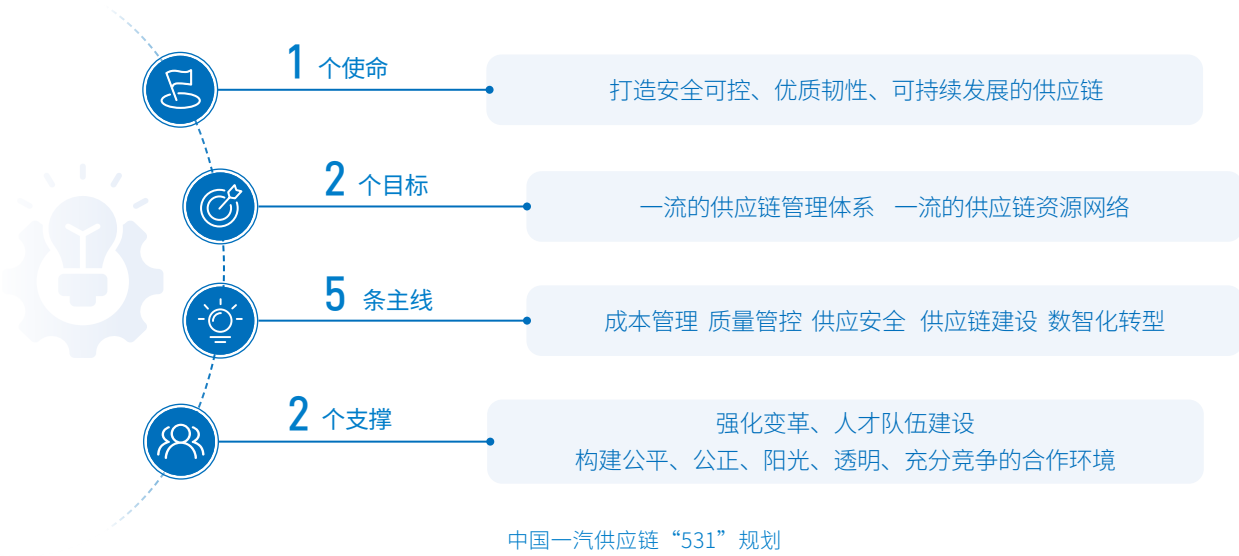 1 个使命
打造安全可控、优质韧性、可持续发展的供应链
2 个目标
一流的供应链管理体系 一流的供应链资源网络
5 条主线
成本管理 质量管控 供应安全 供应链建设 数智化转型
2 个支撑
强化变革、人才队伍建设
构建公平、公正、阳光、透明、充分竞争的合作环境
中国一汽供应链“531”规划